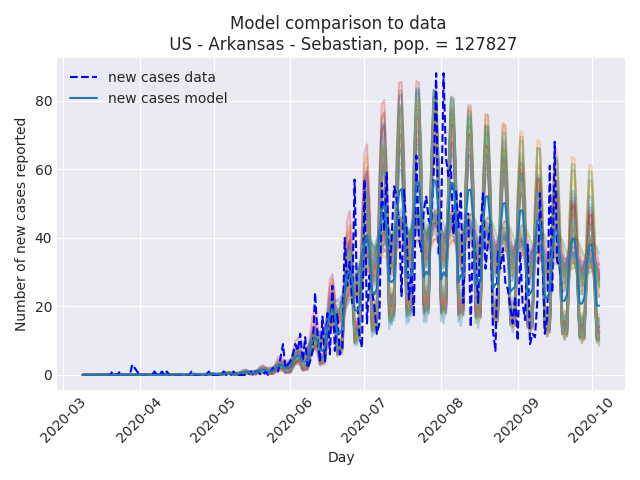 Model comparison to data
US - Arkansas - Sebastian, pop. = 127827
new cases data
new cases model
Number of new cases reported
80
60
40
20
0
2020-03
2020-04
2020-05
2020-06
2020-07
2020-08
2020-09
2020-10
Day